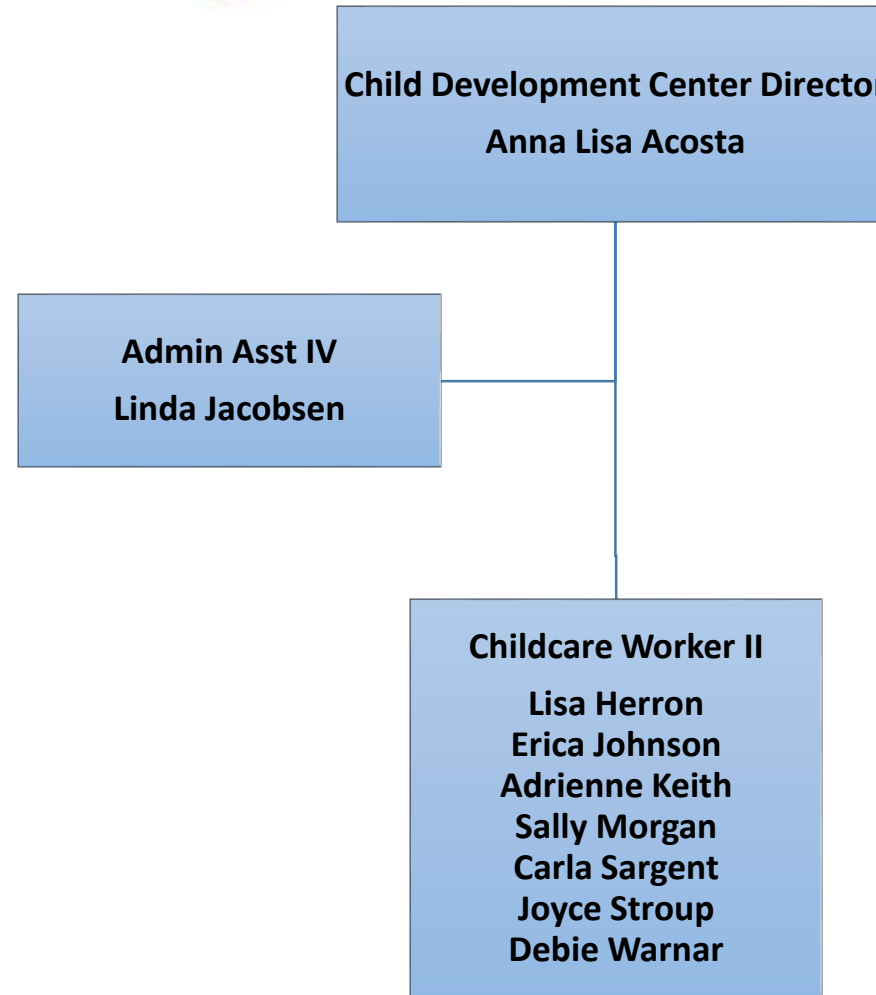 Child Development Center Director
Anna Lisa Acosta
Admin Asst IV
Linda Jacobsen
Childcare Worker II
Lisa Herron
Erica Johnson
Adrienne Keith
Sally Morgan
Carla Sargent
Joyce Stroup
Debie Warnar